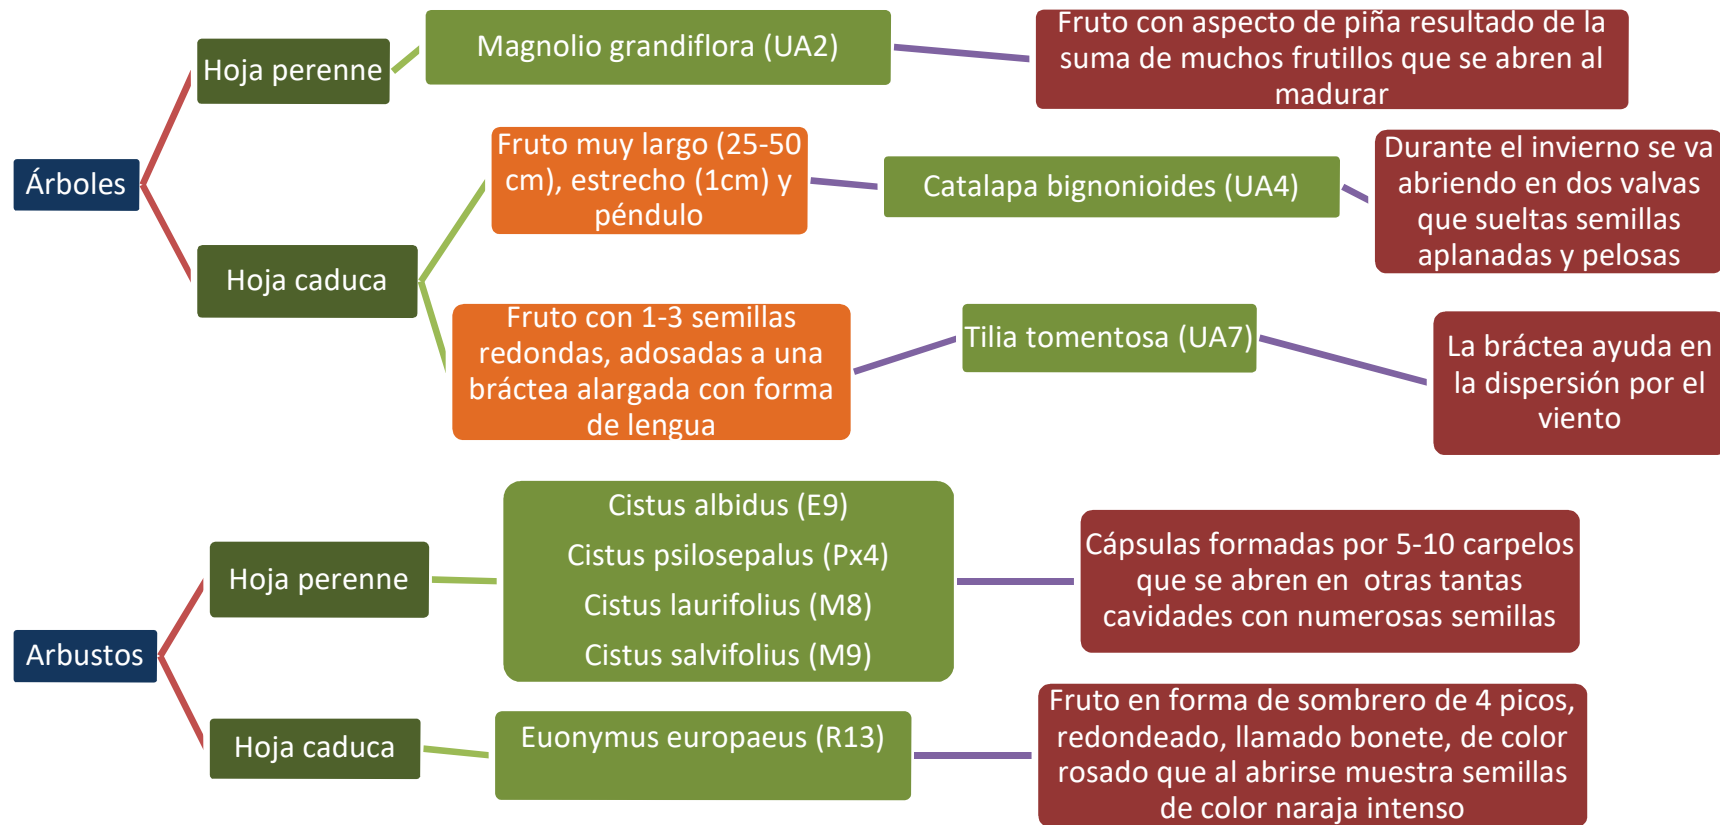 Árboles
Hoja perenne
Magnolio grandiflora (UA2)
Fruto con aspecto de piña resultado de la
suma de muchos frutillos que se abren al
madurar
Hoja caduca
Fruto muy largo (25-50
cm), estrecho (1cm) y
péndulo
Catalapa bignonioides (UA4)
Durante el invierno se va
abriendo en dos valvas
que sueltas semillas
aplanadas y pelosas
Fruto con 1-3 semillas
redondas, adosadas a una
bráctea alargada con forma
de lengua
Tilia tomentosa (UA7)
La bráctea ayuda en
la dispersión por el
viento
Arbustos
Hoja perenne
Cistus albidus (E9)
Cistus psilosepalus (Px4)
Cistus laurifolius (M8)
Cistus salvifolius (M9)
Cápsulas formadas por 5-10 carpelos
que se abren en otras tantas
cavidades con numerosas semillas
Hoja caduca
Euonymus europaeus (R13)
Fruto en forma de sombrero de 4 picos,
redondeado, llamado bonete, de color
rosado que al abrirse muestra semillas
de color naraja intenso